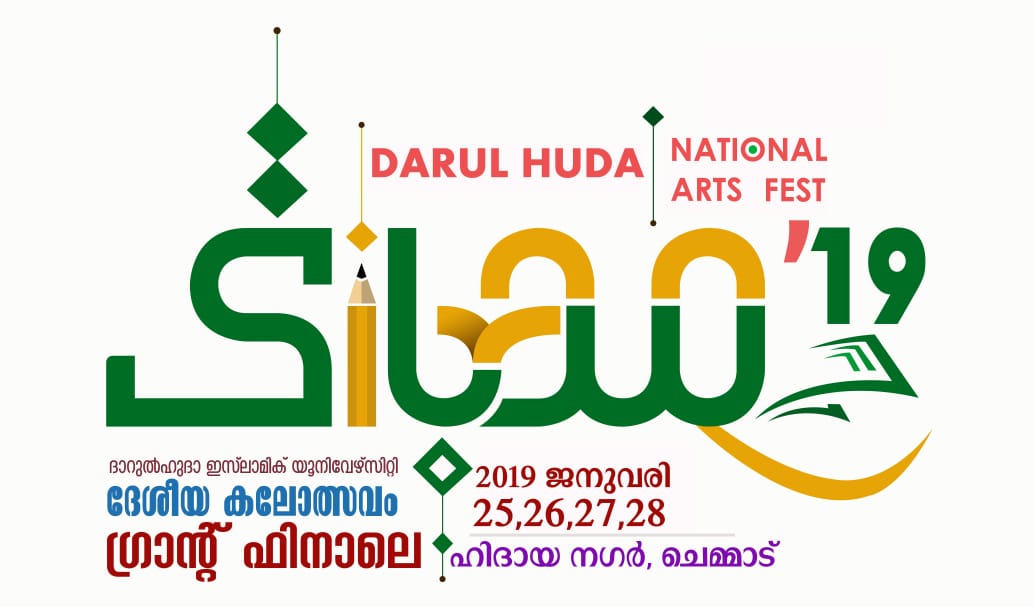 DARUL HUDA
NATIONAL
ARTS FEST
’19
ദാറുൽഹുദാ ഇസ്‌ലാമിക് യൂനിവേഴ്സിറ്റി
ദേശീയ കലോത്സവം
ഗ്രാന്റ് ഫിനാലെ
2019 ജനുവരി
25,26,27,28
ഹിദായ നഗർ, ചെമ്മാട്